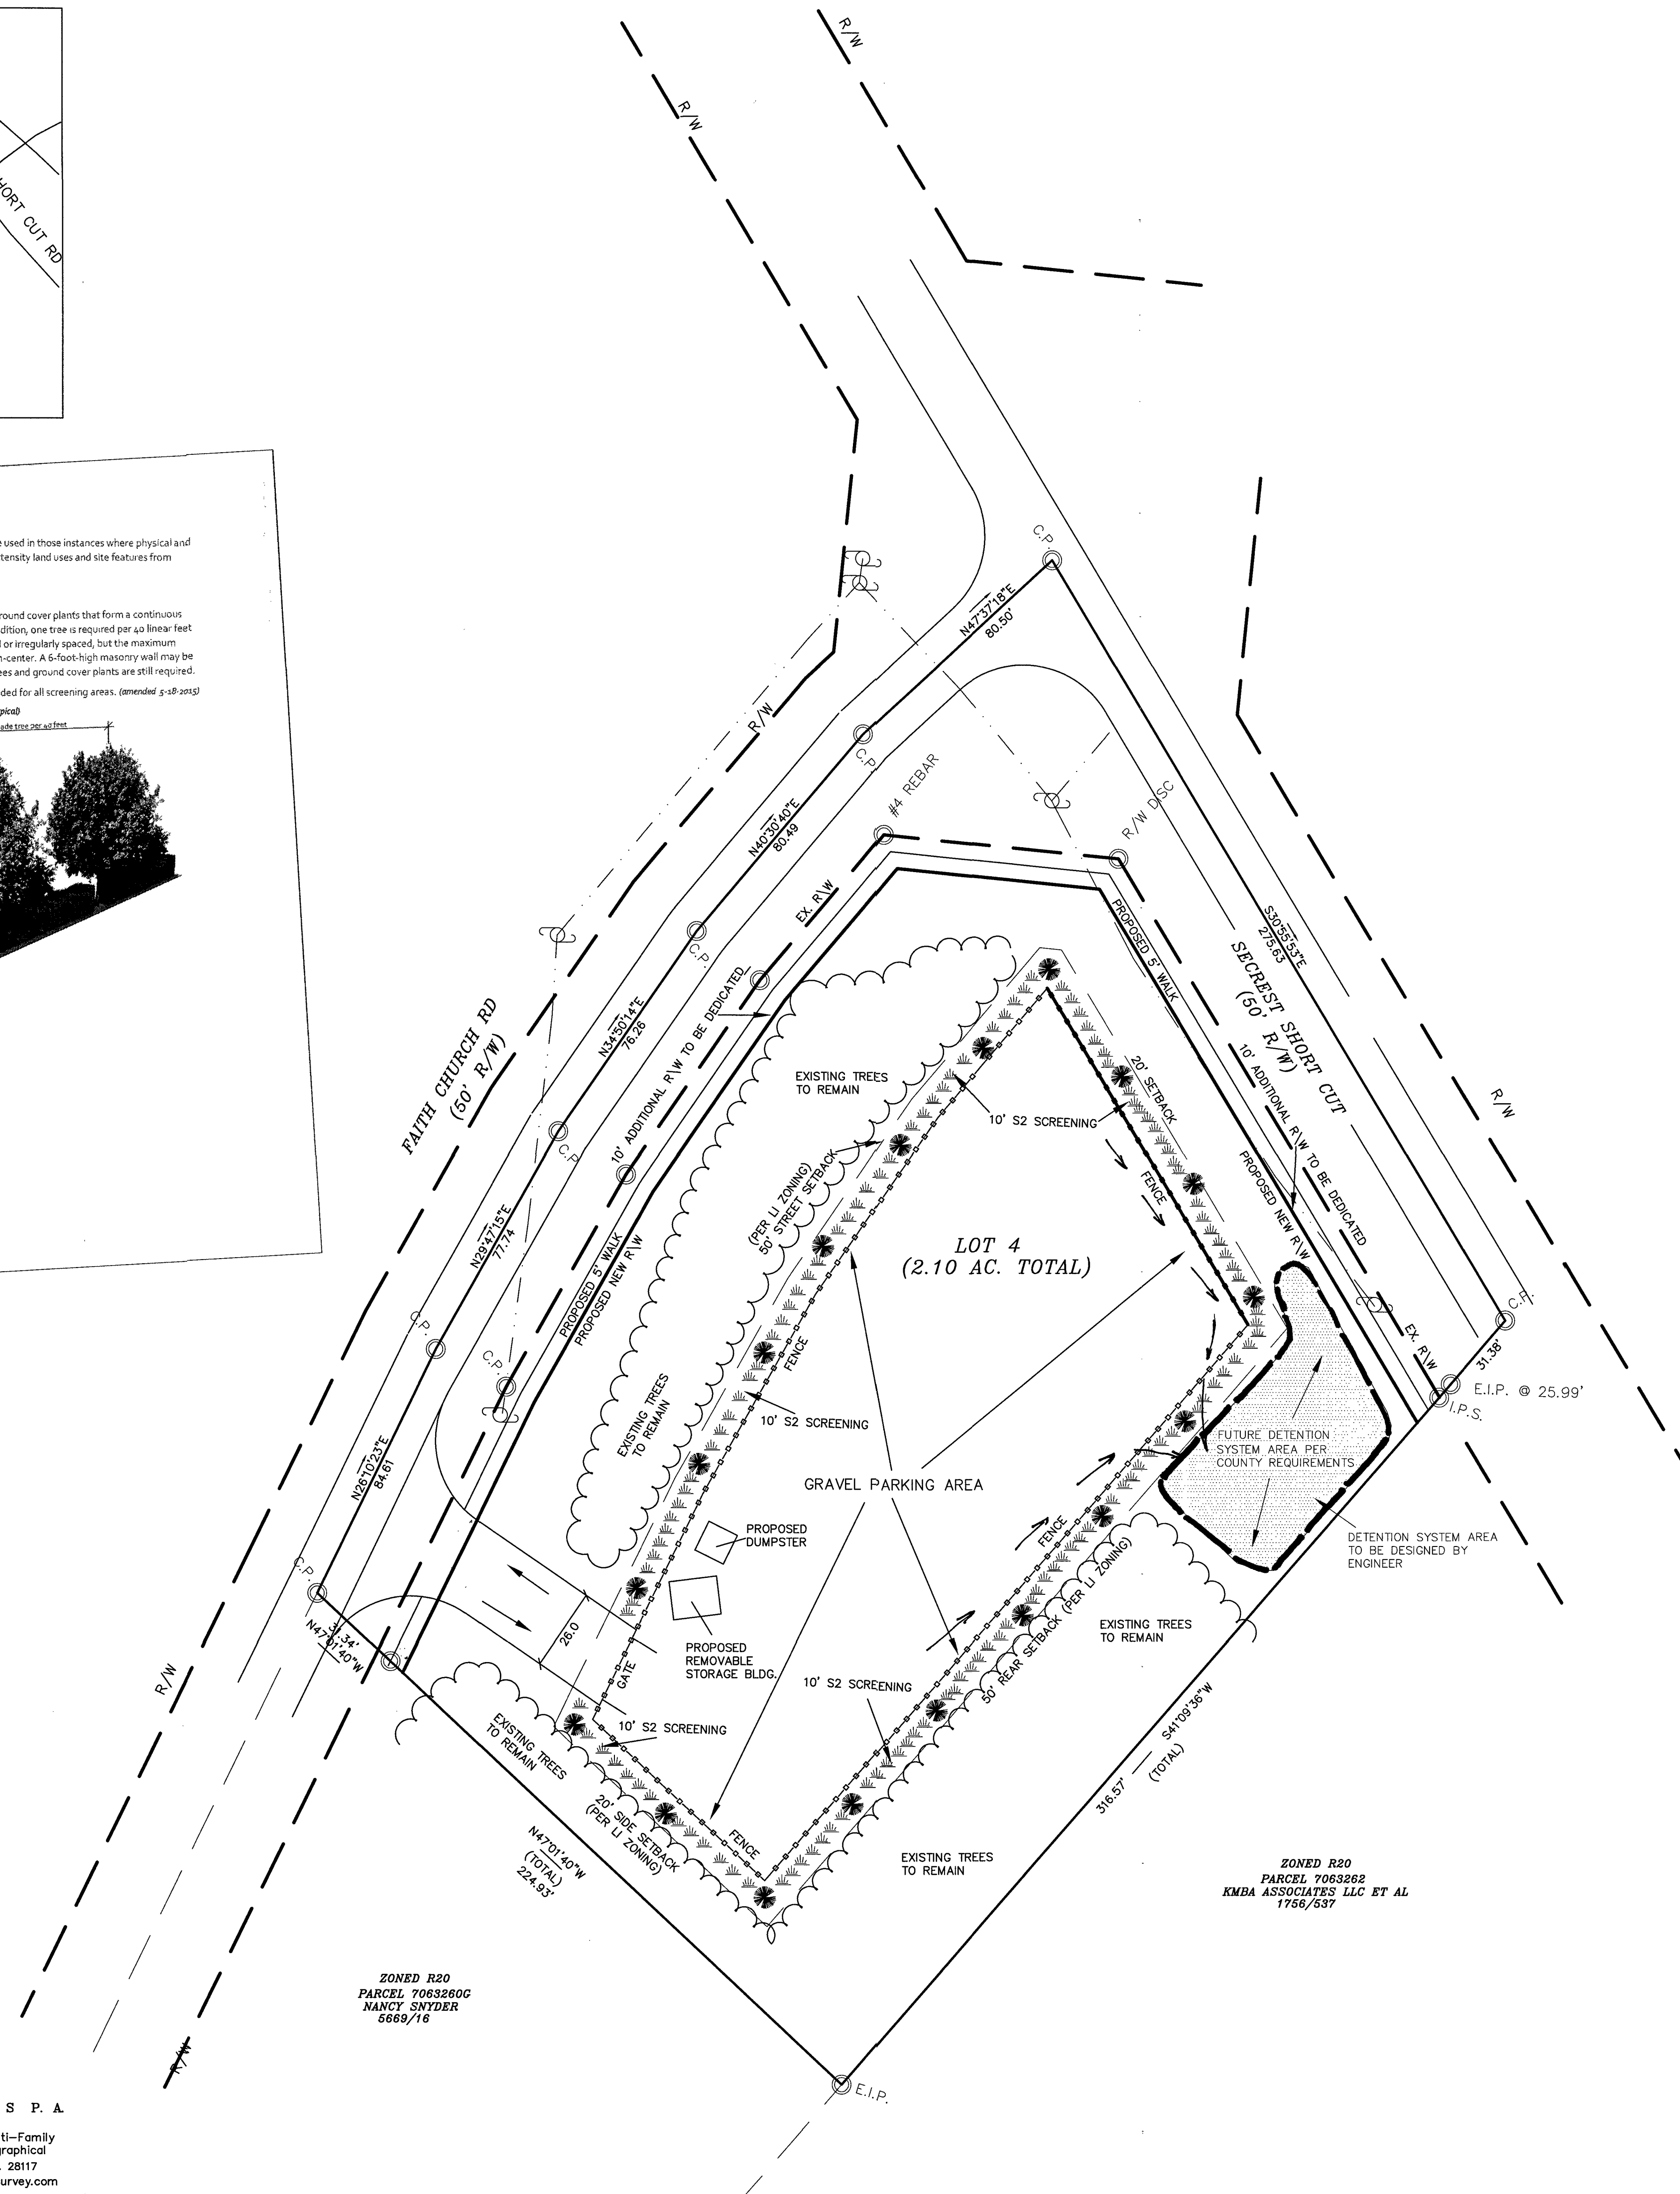 R/W
R/W
SHORT CUT RD
used in those instances where physical and
tensity land uses and site features from
round cover plants that form a continuous
dition, one tree is required per 40 linear feet
or irregularly spaced, but the maximum
n-center. A 6-foot-high masonry wall may be
ees and ground cover plants are still required.
ded for all screening areas. (amended 5-18-2015)
pical)
ade tree per 40 feet
C.P.
N47°37'18"E
80.50'
R/W
C.P.
#4 REBAR
R/W DISC
N40°30'40"E
80.49
EX. R\W
C.P.
PROPOSED 5' WALK
S30°55'53"E
275.63
SECREST SHORT CUT
(50' R/W)
10' ADDITIONAL R\W TO BE DEDICATED
N34°50'14"E
76.26
FAITH CHURCH RD
(50' R/W)
EXISTING TREES
TO REMAIN
20' SETBACK
10' S2 SCREENING
R/W
C.P.
10' ADDITIONAL R\W TO BE DEDICATED
(PER LI ZONING)
50' STREET SETBACK
FENCE
PROPOSED NEW R\W
LOT 4
(2.10 AC. TOTAL)
N29°47'15"E
77.74
PROPOSED 5' WALK
PROPOSED NEW R\W
C.P.
C.P.
C.P.
FENCE
EX. R\W
31.38'
E.I.P. @ 25.99'
I.P.S.
EXISTING TREES
TO REMAIN
10' S2 SCREENING
FUTURE DETENTION
SYSTEM AREA PER
COUNTY REQUIREMENTS
N26°10'23"E
84.61
GRAVEL PARKING AREA
PROPOSED
DUMPSTER
FENCE
DETENTION SYSTEM AREA
TO BE DESIGNED BY
ENGINEER
C.P.
31.34'
N47°01'40"W
26.0
PROPOSED
REMOVABLE
STORAGE BLDG.
GATE
50' REAR SETBACK (PER LI ZONING)
EXISTING TREES
TO REMAIN
R/W
10' S2 SCREENING
10' S2 SCREENING
EXISTING TREES
TO REMAIN
316.57' S41°09'36"W
(TOTAL)
20' SIDE SETBACK
(PER LI ZONING)
FENCE
N47°01'40"W
(TOTAL)
224.93'
EXISTING TREES
TO REMAIN
ZONED R20
PARCEL 7063262
KMBA ASSOCIATES LLC ET AL
1756/537
ZONED R20
PARCEL 7063260G
NANCY SNYDER
5669/16
R/W
E.I.P.
S P. A.
ti-Family
graphical
. 28117
urvey.com